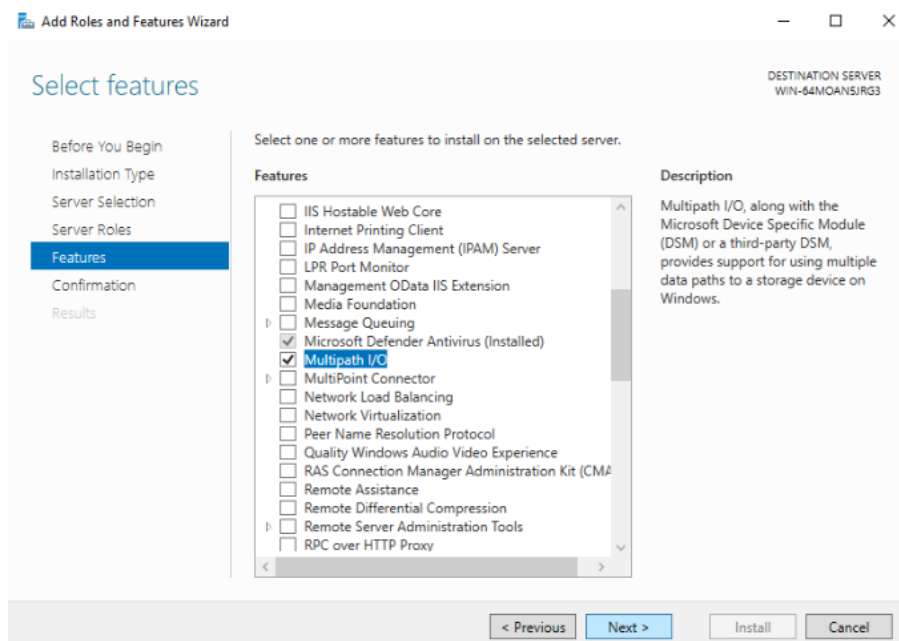 Add Roles and Features Wizard
Select features
DESTINATION SERVER
WIN-64MOAN5JRG3
Before You Begin
Installation Type
Server Selection
Server Roles
Features
Confirmation
Results
Select one or more features to install on the selected server.
Features
IIS Hostable Web Core
Internet Printing Client
IP Address Management (IPAM) Server
LPR Port Monitor
Management OData IIS Extension
Media Foundation
Message Queuing
Microsoft Defender Antivirus (Installed)
Multipath I/O
MultiPoint Connector
Network Load Balancing
Network Virtualization
Peer Name Resolution Protocol
Quality Windows Audio Video Experience
RAS Connection Manager Administration Kit (CMA
Remote Assistance
Remote Differential Compression
Remote Server Administration Tools
RPC over HTTP Proxy
Description
Multipath I/O, along with the
Microsoft Device Specific Module
(DSM) or a third-party DSM,
provides support for using multiple
data paths to a storage device on
Windows.
< Previous
Next >
Install
Cancel